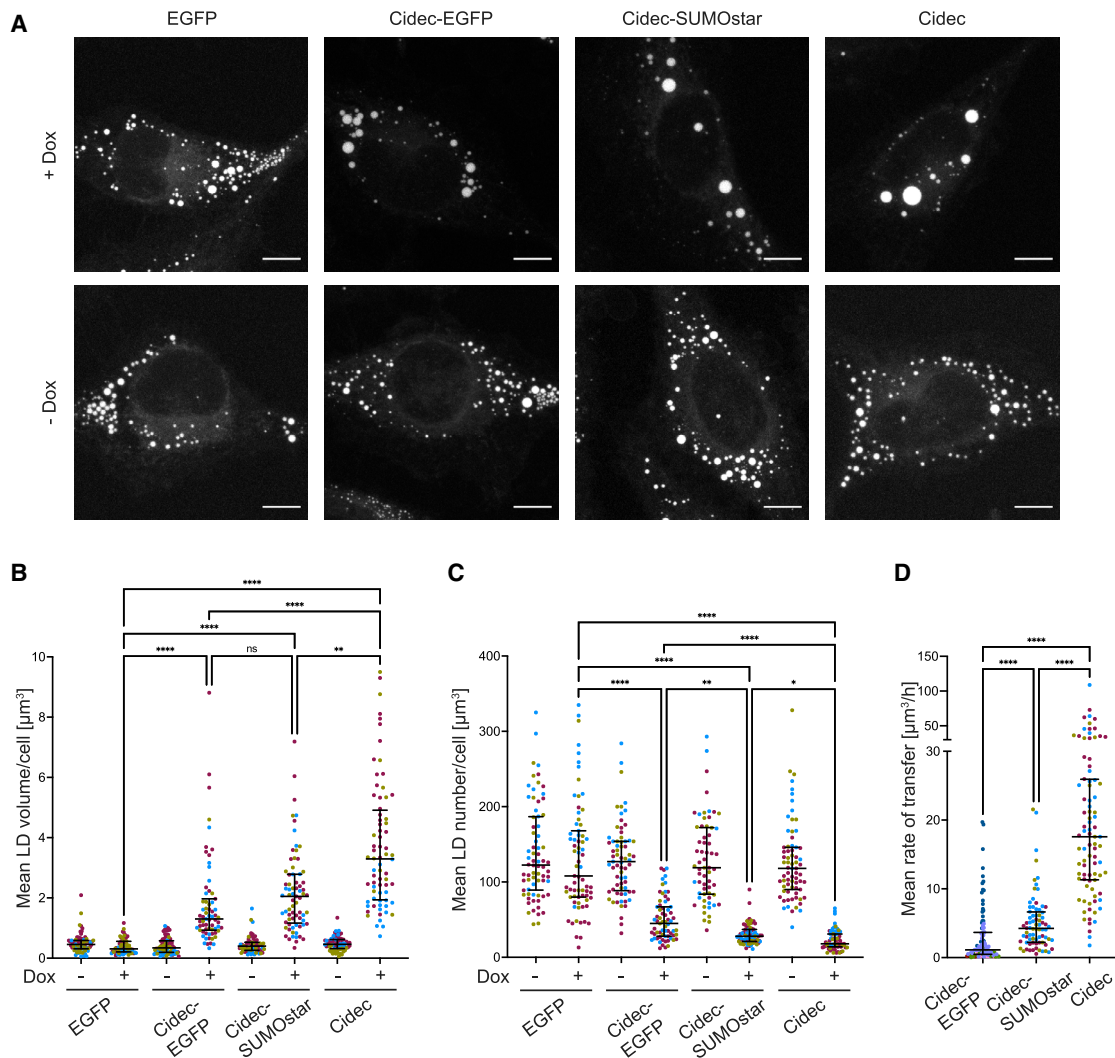 A
EGFP
Cidec-EGFP
Cidec-SUMOstar
Cidec
+ Dox
- Dox
B
Mean LD volume/cell [µm³]
10
8
6
4
2
0
****
****
****
****
ns
**
Dox
-
+
-
+
-
+
-
+
EGFP
Cidec-
EGFP
Cidec-
SUMOstar
Cidec
C
Mean LD number/cell [µm³]
400
300
200
100
0
****
****
****
****
**
*
Dox
-
+
-
+
-
+
-
+
EGFP
Cidec-
EGFP
Cidec-
SUMOstar
Cidec
D
Mean rate of transfer [µm³/h]
150
100
50
30
30
20
10
0
****
****
****
Cidec-
EGFP
Cidec-
SUMOstar
Cidec